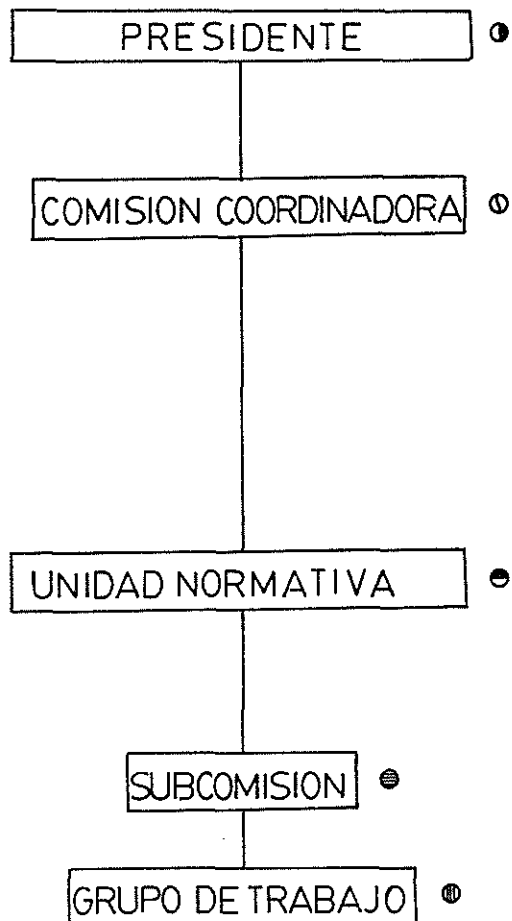 PRESIDENTE
COMISION COORDINADORA
UNIDAD NORMATIVA
SUBCOMISION
GRUPO DE TRABAJO